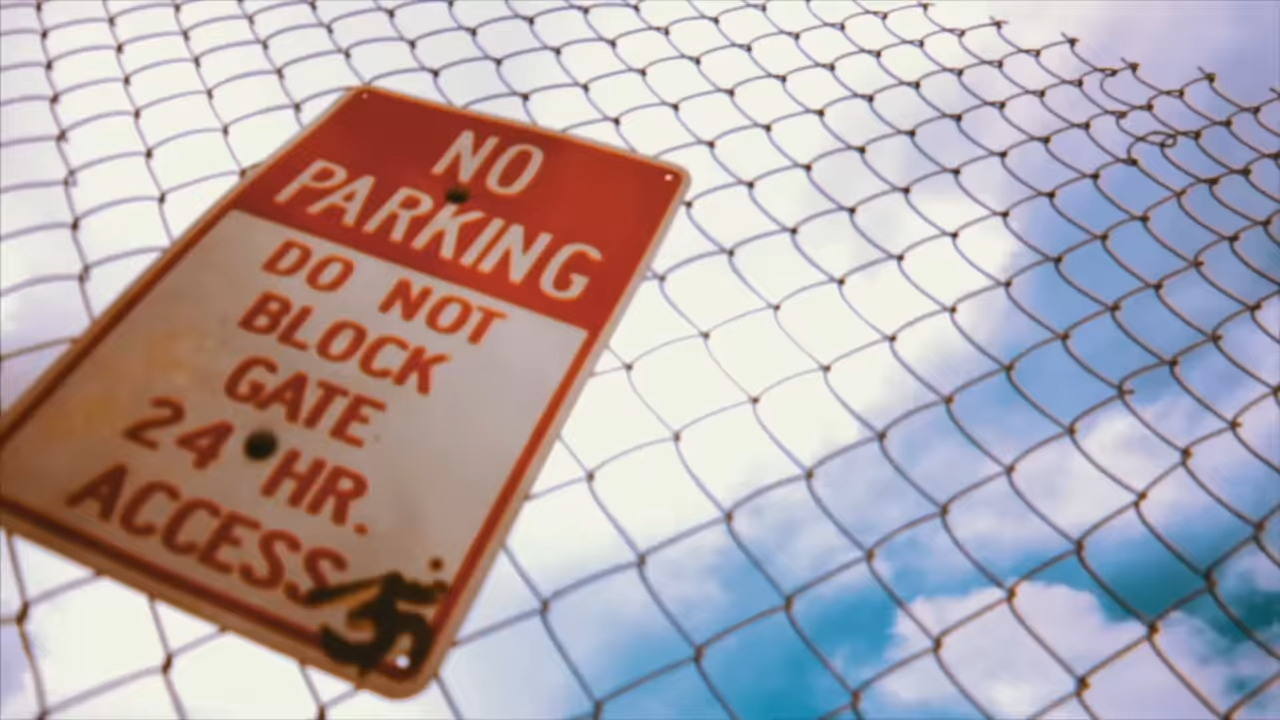 NO
PARKING
DO NOT
BLOCK
GATE
24 HR.
ACCESS